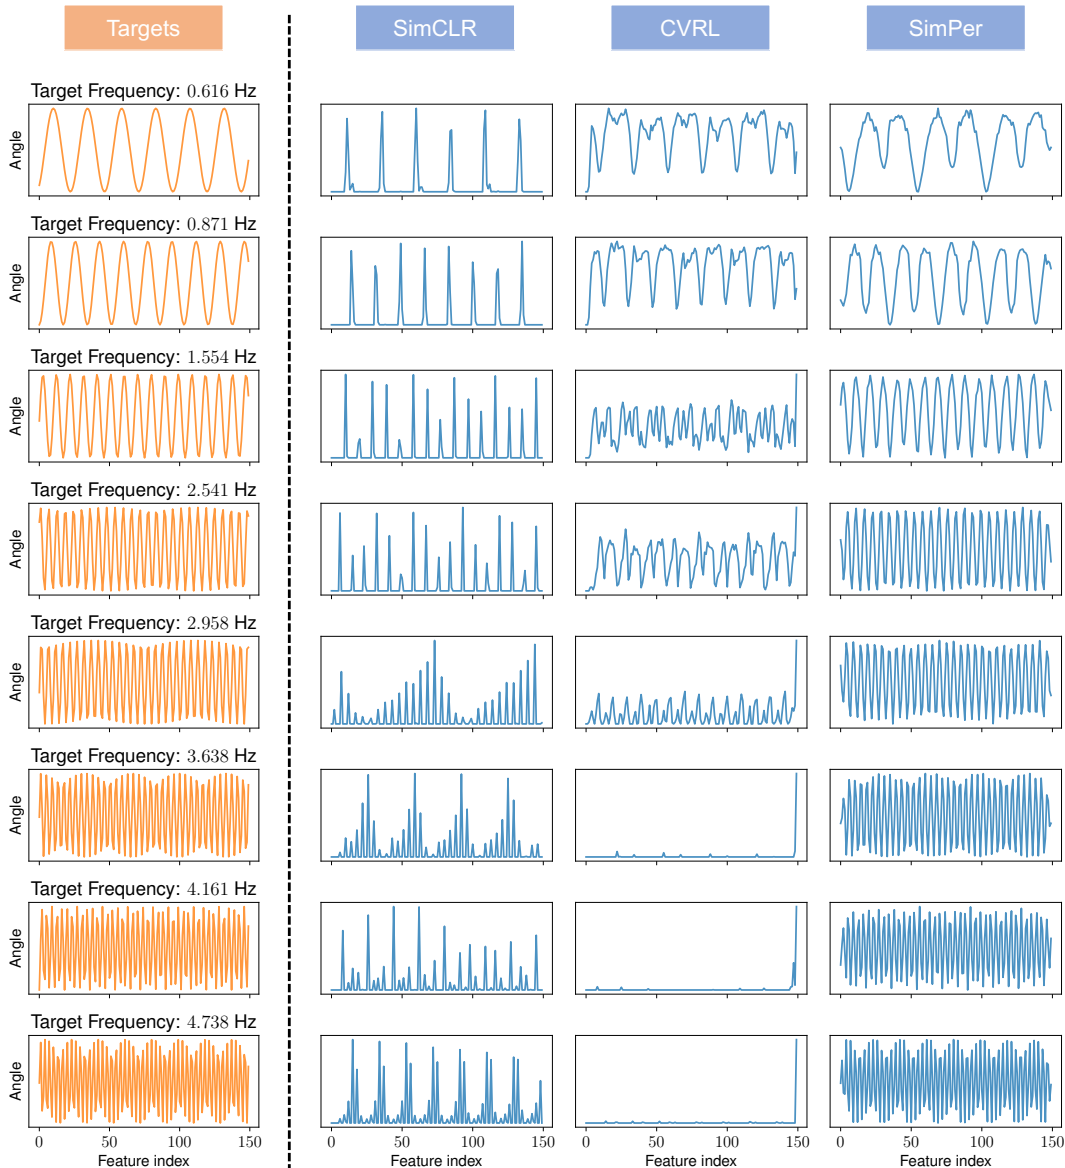 Targets
SimCLR
CVRL
SimPer
Target Frequency: 0.616 Hz
Angle
Target Frequency: 0.871 Hz
Angle
Target Frequency: 1.554 Hz
Angle
Target Frequency: 2.541 Hz
Angle
Target Frequency: 2.958 Hz
Angle
Target Frequency: 3.638 Hz
Angle
Target Frequency: 4.161 Hz
Angle
Target Frequency: 4.738 Hz
Angle
0 50 100 150
0 50 100 150
0 50 100 150
0 50 100 150
Feature index
Feature index
Feature index
Feature index